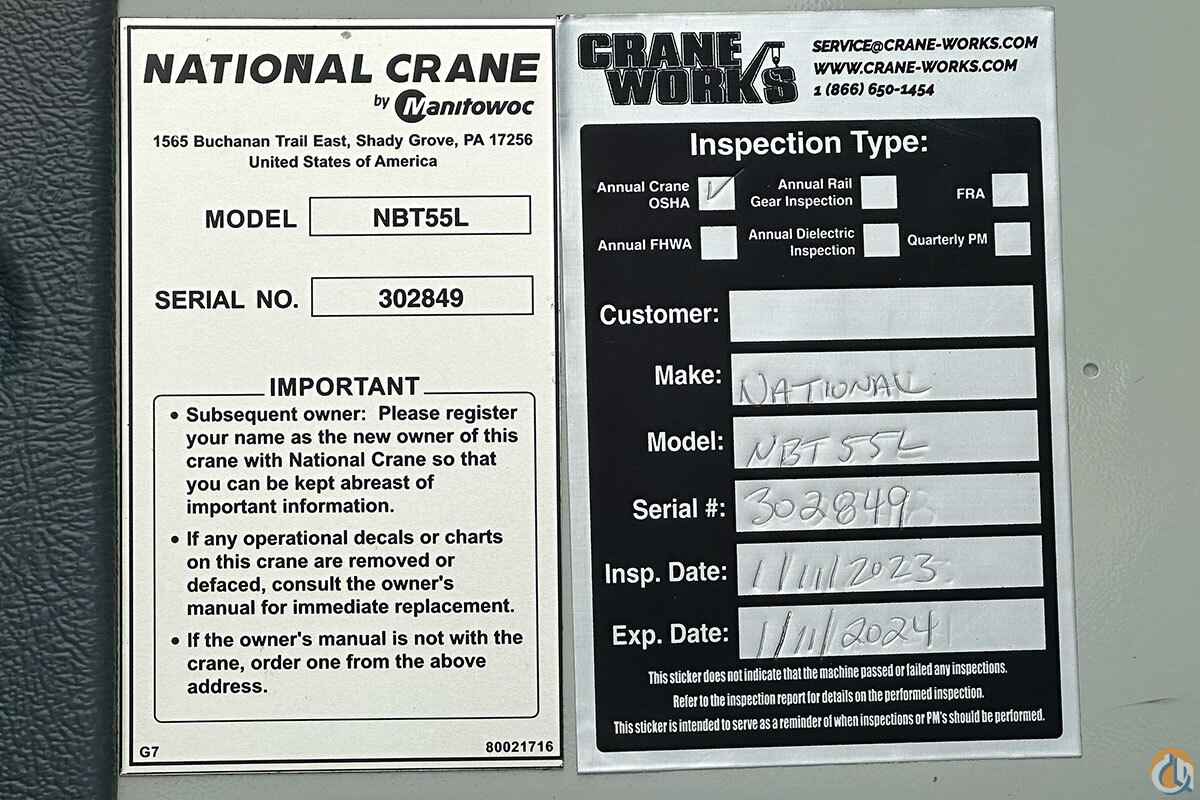 NATIONAL CRANE
by Manitowoc
1565 Buchanan Trail East, Shady Grove, PA 17256
United States of America
MODEL NBT55L
SERIAL NO. 302849
IMPORTANT
• Subsequent owner: Please register
your name as the new owner of this
crane with National Crane so that
you can be kept abreast of
important information.
• If any operational decals or charts
on this crane are removed or
defaced, consult the owner's
manual for immediate replacement.
• If the owner's manual is not with the
crane, order one from the above
address.
G7 80021716
CRANE
WORKS
SERVICE@CRANE-WORKS.COM
WWW.CRANE-WORKS.COM
1 (866) 650-1454
Inspection Type:
Annual Crane
OSHA
Annual Rail
Gear Inspection
FRA
Annual FHWA
Annual Dielectric
Inspection
Quarterly PM
Customer:
Make: NATIONAL
Model: NBT 55L
Serial #: 302849
Insp. Date: 1/11/2023
Exp. Date: 1/11/2024
This sticker does not indicate that the machine passed or failed any inspections.
Refer to the inspection report for details on the performed inspection.
This sticker is intended to serve as a reminder of when inspections or PM's should be performed.